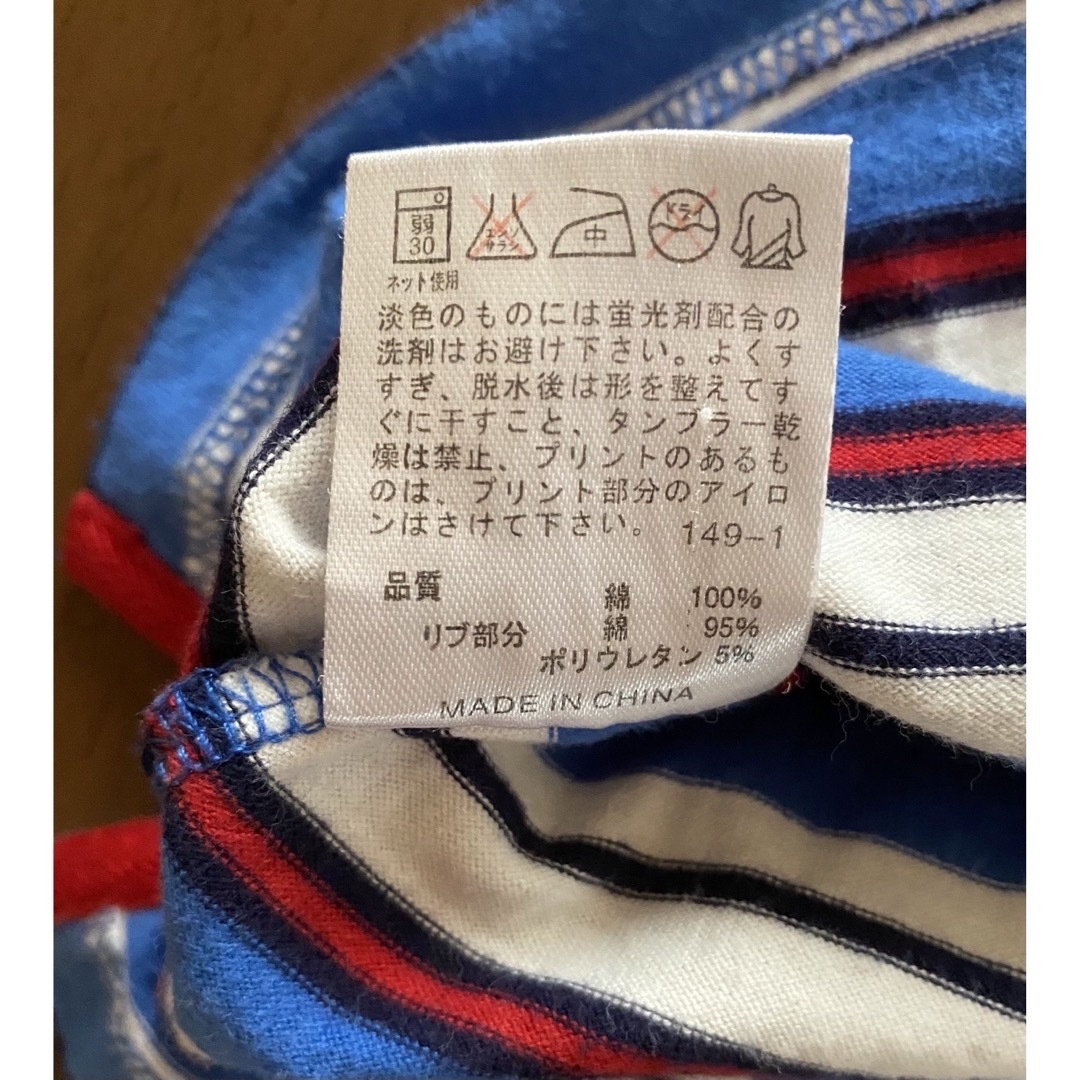 弱
30
エンソ
サラシ
中
ドライ
ネット使用
淡色のものには蛍光剤配合の
洗剤はお避け下さい。よくす
すぎ、脱水後は形を整えてす
ぐに干すこと、タンブラー乾
燥は禁止、プリントのあるも
のは、プリント部分のアイロ
ンはさけて下さい。 149-1
品質 綿 100%
リブ部分 綿 95%
ポリウレタン 5%
MADE IN CHINA